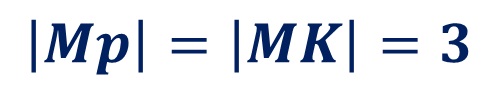 |Mp| = |MK| = 3